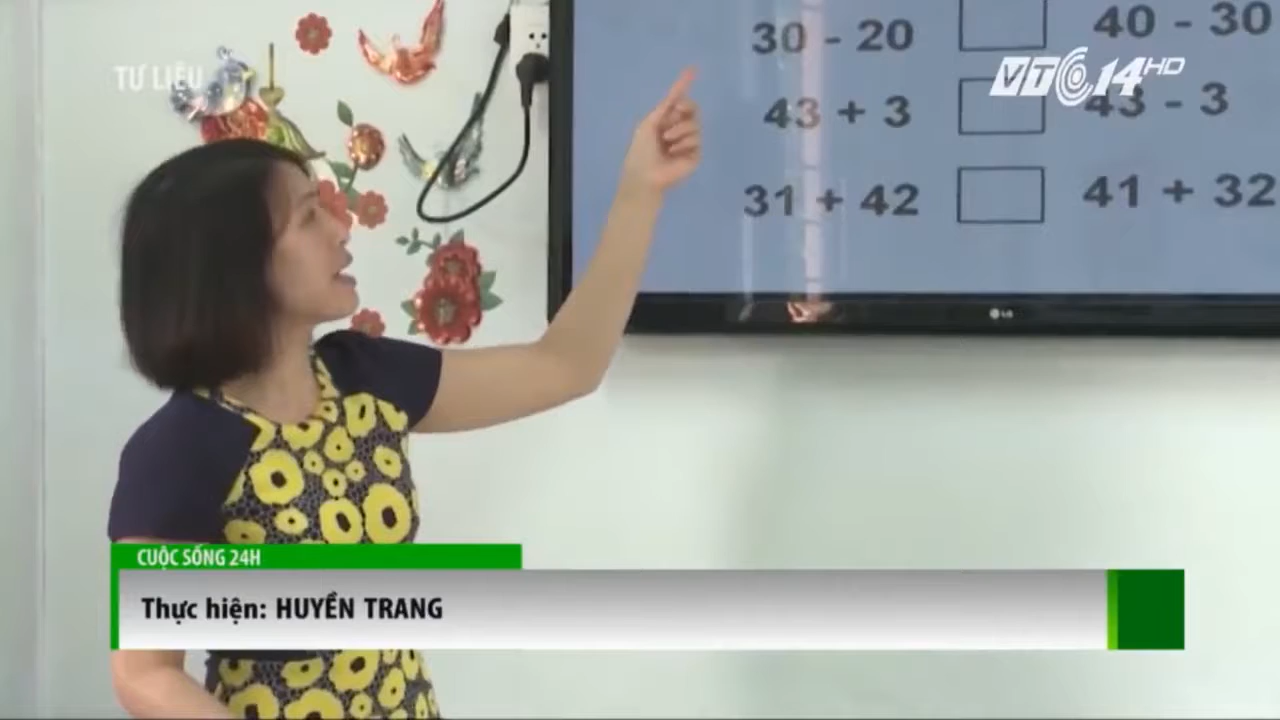 TƯ LIỆU
VTC14HD
30 - 20 40 - 30
43 + 3 43 - 3
31 + 42 41 + 32
LG
CUỘC SỐNG 24H
Thực hiện: HUYỀN TRANG